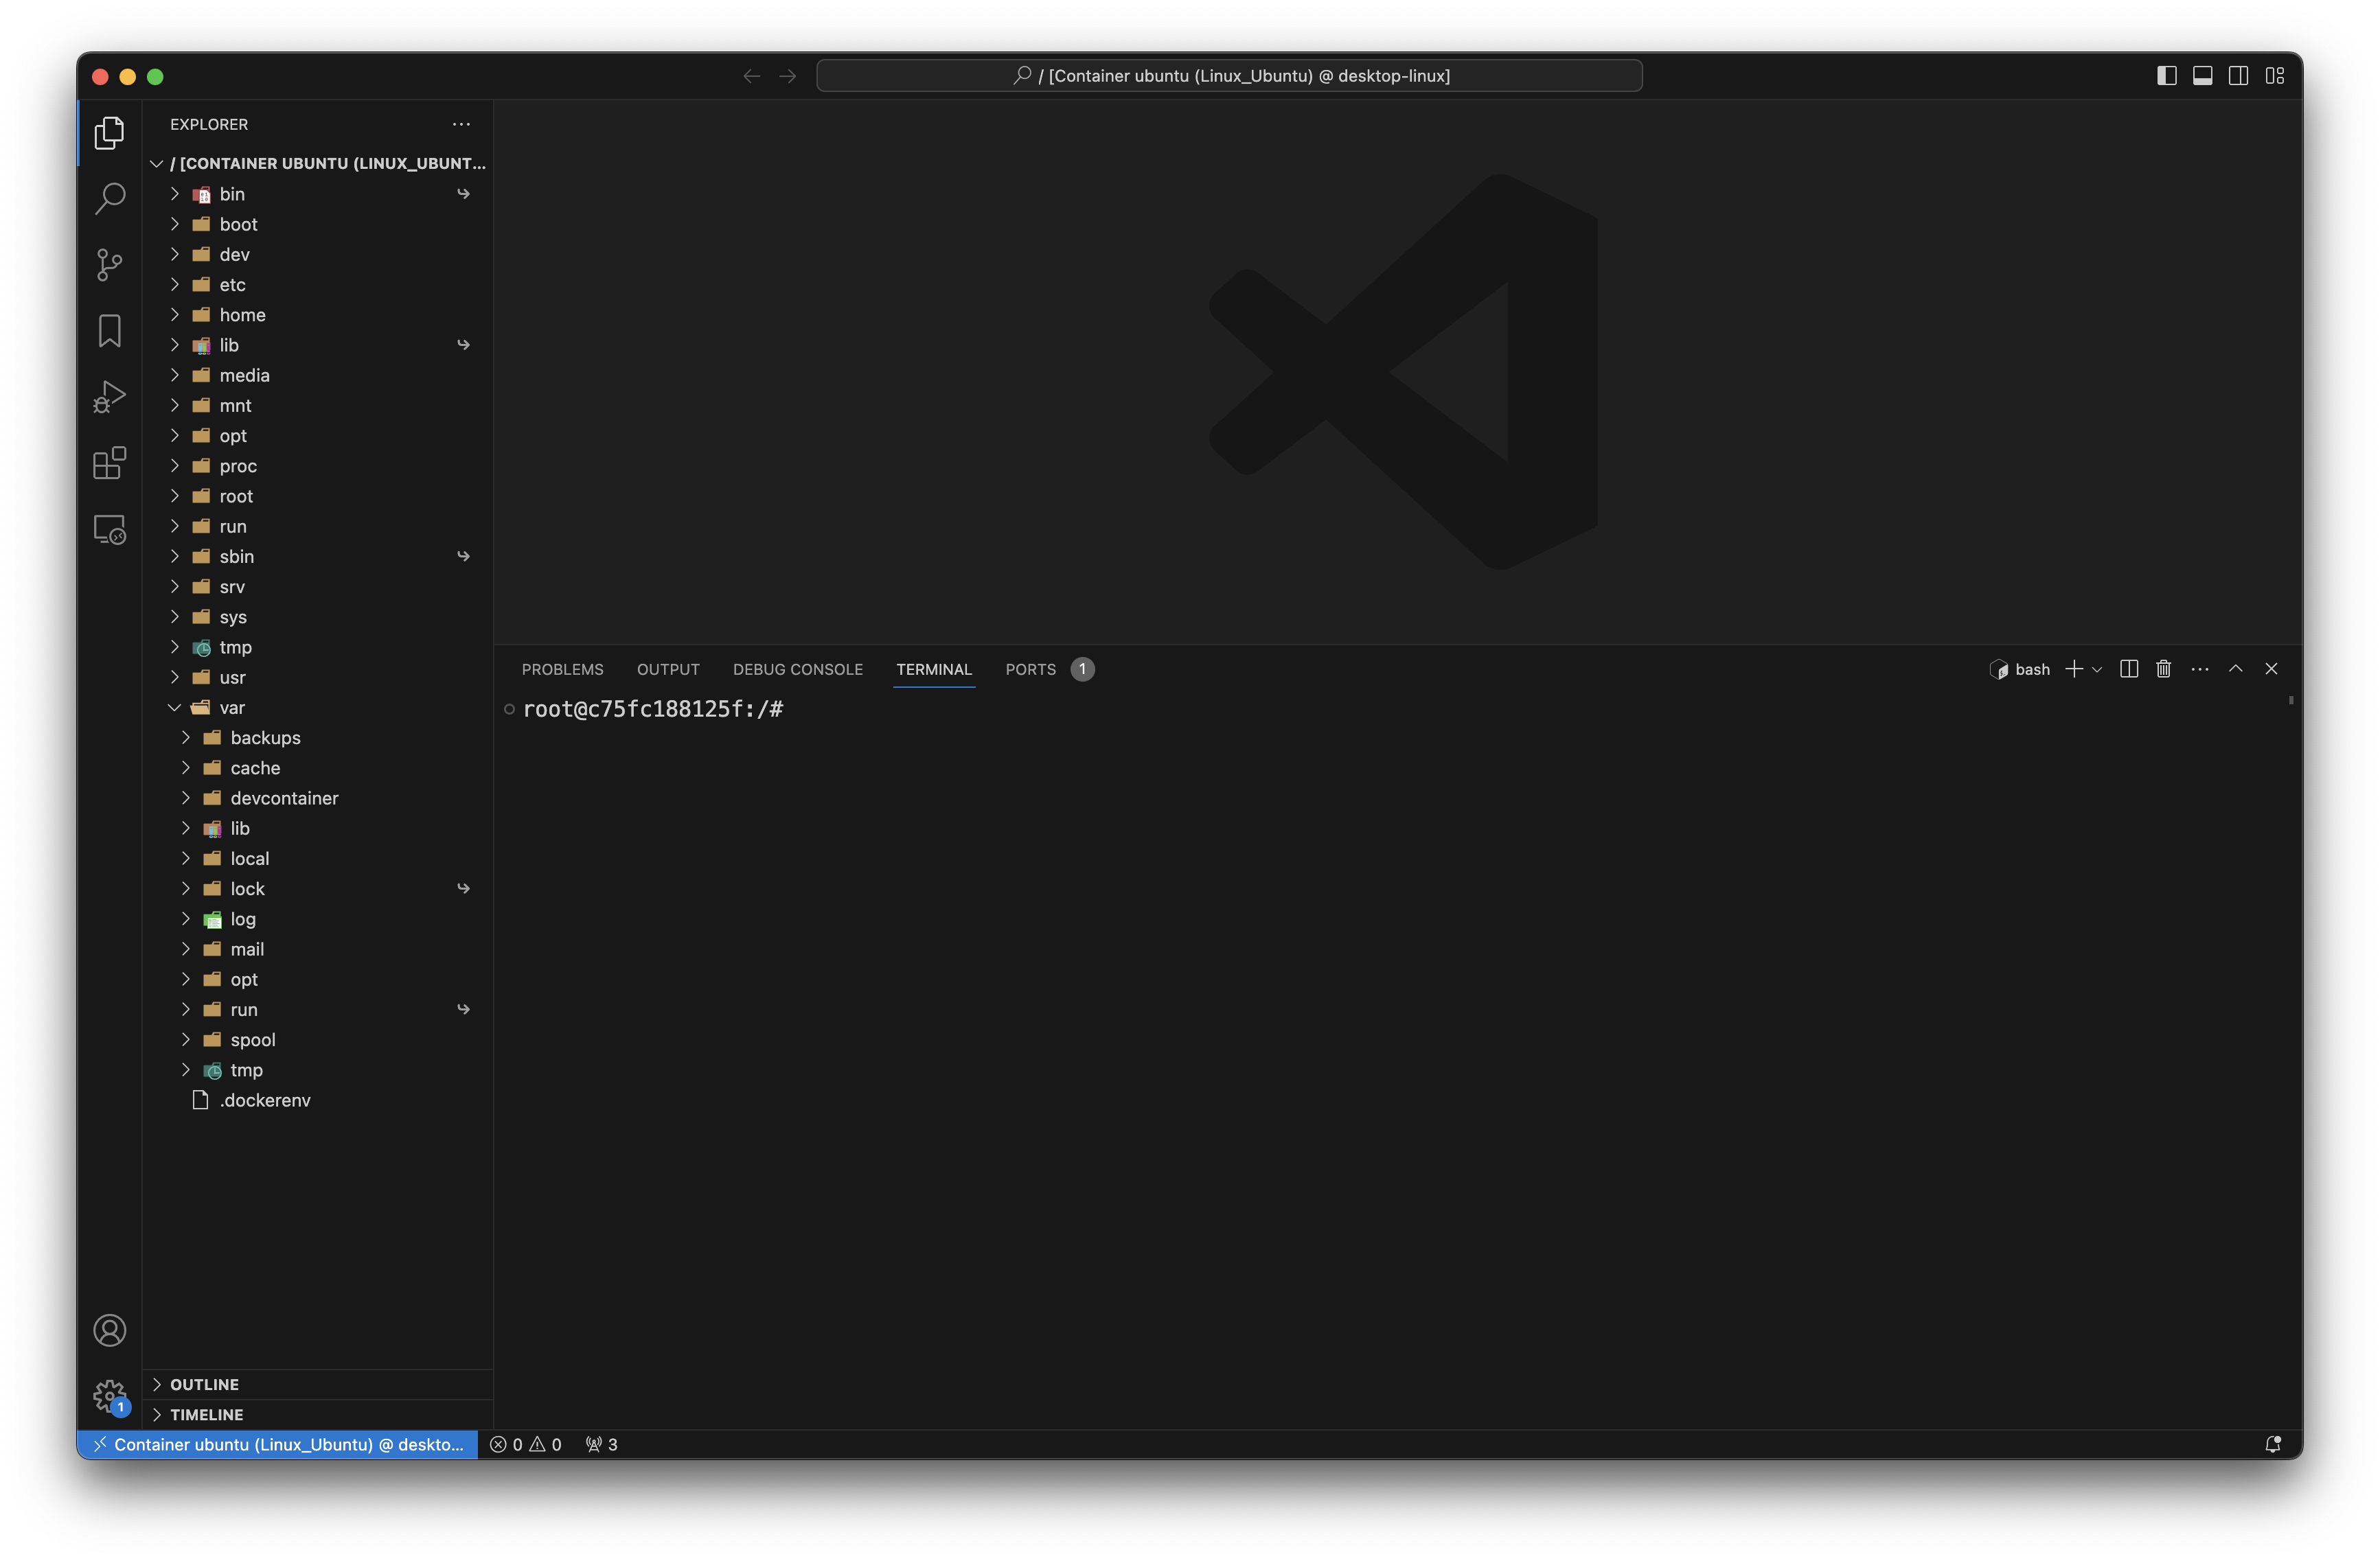 / [Container ubuntu (Linux_Ubuntu) @ desktop-linux]
EXPLORER
/ [CONTAINER UBUNTU (LINUX_UBUNT...
bin
boot
dev
etc
home
lib
media
mnt
opt
proc
root
run
sbin
srv
sys
tmp
usr
var
backups
cache
devcontainer
lib
local
lock
log
mail
opt
run
spool
tmp
.dockerenv
OUTLINE
TIMELINE
PROBLEMS OUTPUT DEBUG CONSOLE TERMINAL PORTS 1
bash
root@c75fc188125f:/#
1
Container ubuntu (Linux_Ubuntu) @ deskto... 0 0 3